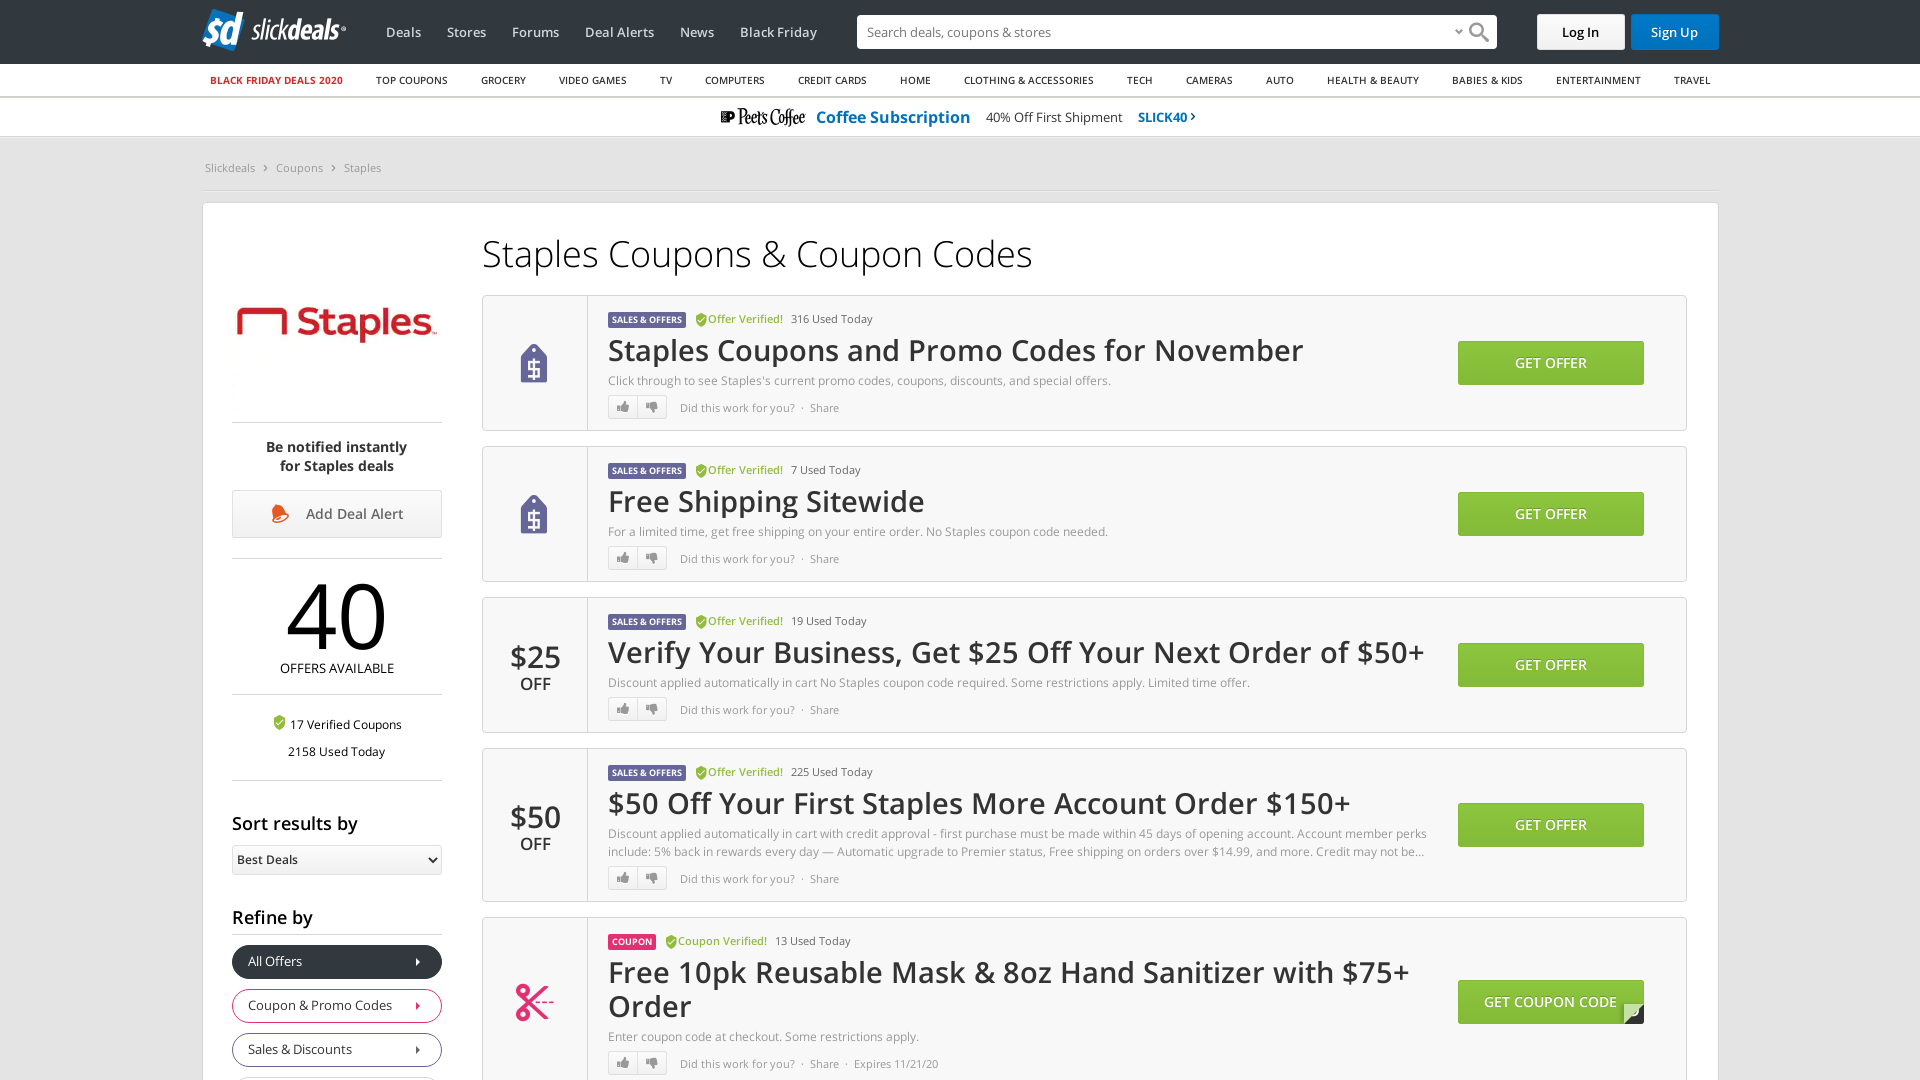 sd slickdeals
Deals
Stores
Forums
Deal Alerts
News
Black Friday
Search deals, coupons & stores
Log In
Sign Up
BLACK FRIDAY DEALS 2020
TOP COUPONS
GROCERY
VIDEO GAMES
TV
COMPUTERS
CREDIT CARDS
HOME
CLOTHING & ACCESSORIES
TECH
CAMERAS
AUTO
HEALTH & BEAUTY
BABIES & KIDS
ENTERTAINMENT
TRAVEL
Peet's Coffee Coffee Subscription 40% Off First Shipment SLICK40
Slickdeals > Coupons > Staples
Staples
Be notified instantly
for Staples deals
Add Deal Alert
40
OFFERS AVAILABLE
17 Verified Coupons
2158 Used Today
Sort results by
Best Deals
Refine by
All Offers
Coupon & Promo Codes
Sales & Discounts
Staples Coupons & Coupon Codes
SALES & OFFERS Offer Verified! 316 Used Today
Staples Coupons and Promo Codes for November
Click through to see Staples's current promo codes, coupons, discounts, and special offers.
Did this work for you? · Share
GET OFFER
SALES & OFFERS Offer Verified! 7 Used Today
Free Shipping Sitewide
For a limited time, get free shipping on your entire order. No Staples coupon code needed.
Did this work for you? · Share
GET OFFER
$25
OFF
SALES & OFFERS Offer Verified! 19 Used Today
Verify Your Business, Get $25 Off Your Next Order of $50+
Discount applied automatically in cart No Staples coupon code required. Some restrictions apply. Limited time offer.
Did this work for you? · Share
GET OFFER
$50
OFF
SALES & OFFERS Offer Verified! 225 Used Today
$50 Off Your First Staples More Account Order $150+
Discount applied automatically in cart with credit approval - first purchase must be made within 45 days of opening account. Account member perks
include: 5% back in rewards every day — Automatic upgrade to Premier status, Free shipping on orders over $14.99, and more. Credit may not be...
Did this work for you? · Share
GET OFFER
COUPON Coupon Verified! 13 Used Today
Free 10pk Reusable Mask & 8oz Hand Sanitizer with $75+
Order
Enter coupon code at checkout. Some restrictions apply.
Did this work for you? · Share · Expires 11/21/20
GET COUPON CODE